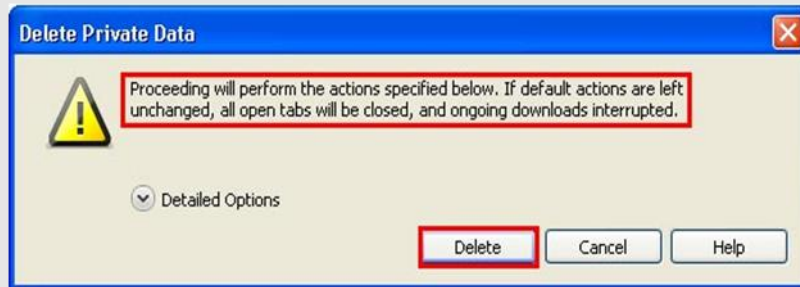 Delete Private Data
Proceeding will perform the actions specified below. If default actions are left
unchanged, all open tabs will be closed, and ongoing downloads interrupted.
Detailed Options
Delete Cancel Help